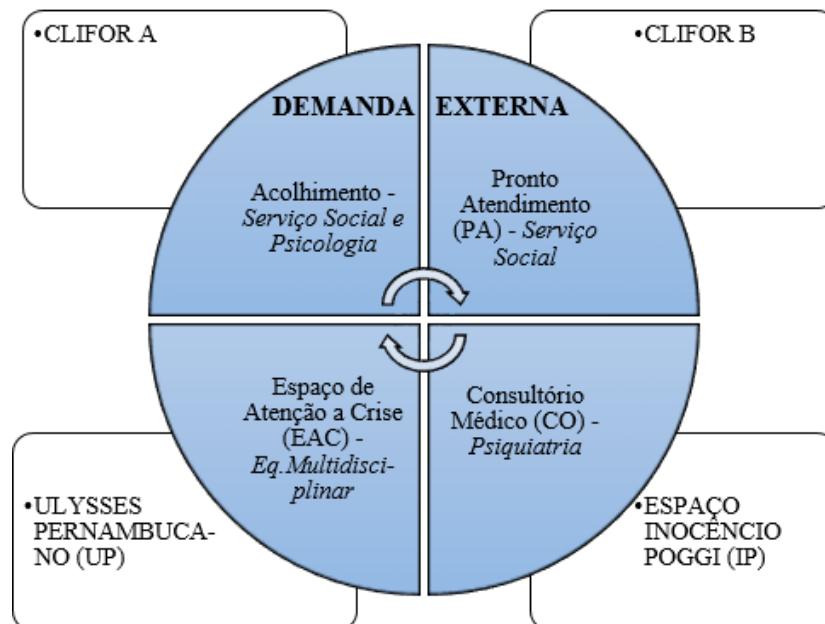 •CLIFOR A
•CLIFOR B
DEMANDA EXTERNA
Acolhimento -
Serviço Social e
Psicologia
Pronto
Atendimento
(PA) - Serviço
Social
Espaço de
Atenção a Crise
(EAC) -
Eq.Multidisci-
plinar
Consultório
Médico (CO) -
Psiquiatria
•ULYSSES
PERNAMBUCA-
NO (UP)
•ESPAÇO
INOCÊNCIO
POGGI (IP)